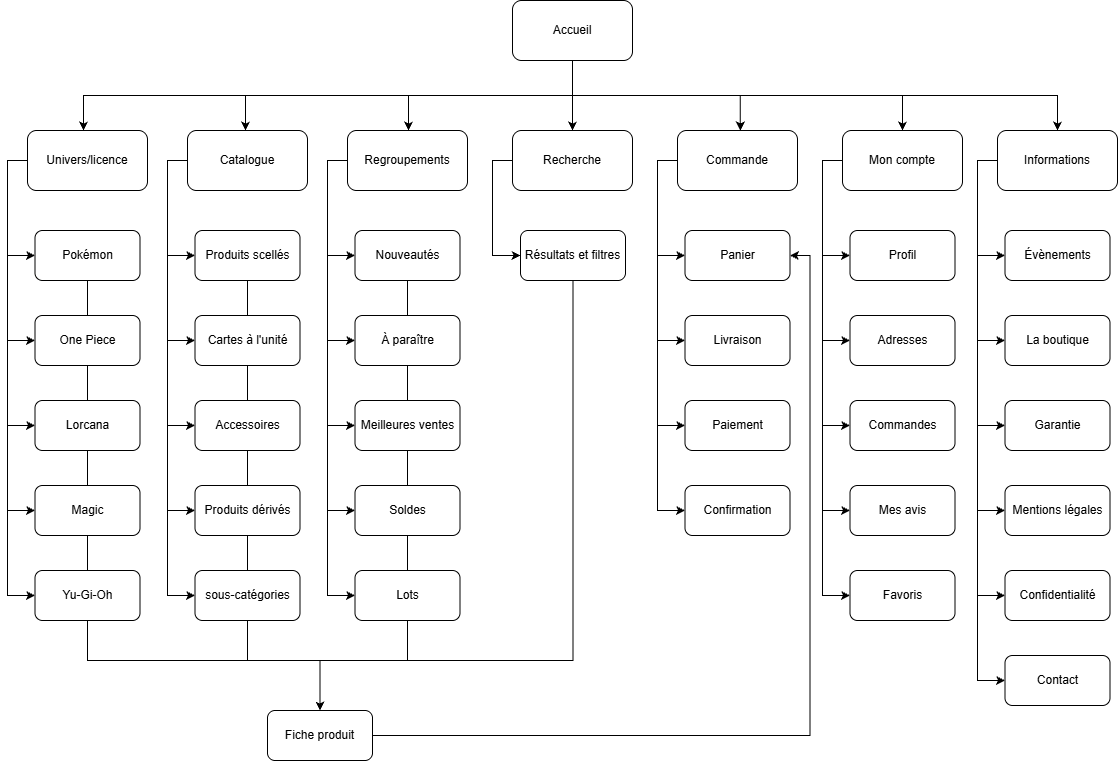 Accueil
Univers/licence
Catalogue
Regroupements
Recherche
Commande
Mon compte
Informations
Pokémon
Produits scellés
Nouveautés
Résultats et filtres
Panier
Profil
Évènements
One Piece
Cartes à l'unité
À paraître
Livraison
Adresses
La boutique
Lorcana
Accessoires
Meilleures ventes
Paiement
Commandes
Garantie
Magic
Produits dérivés
Soldes
Confirmation
Mes avis
Mentions légales
Yu-Gi-Oh
sous-catégories
Lots
Favoris
Confidentialité
Contact
Fiche produit